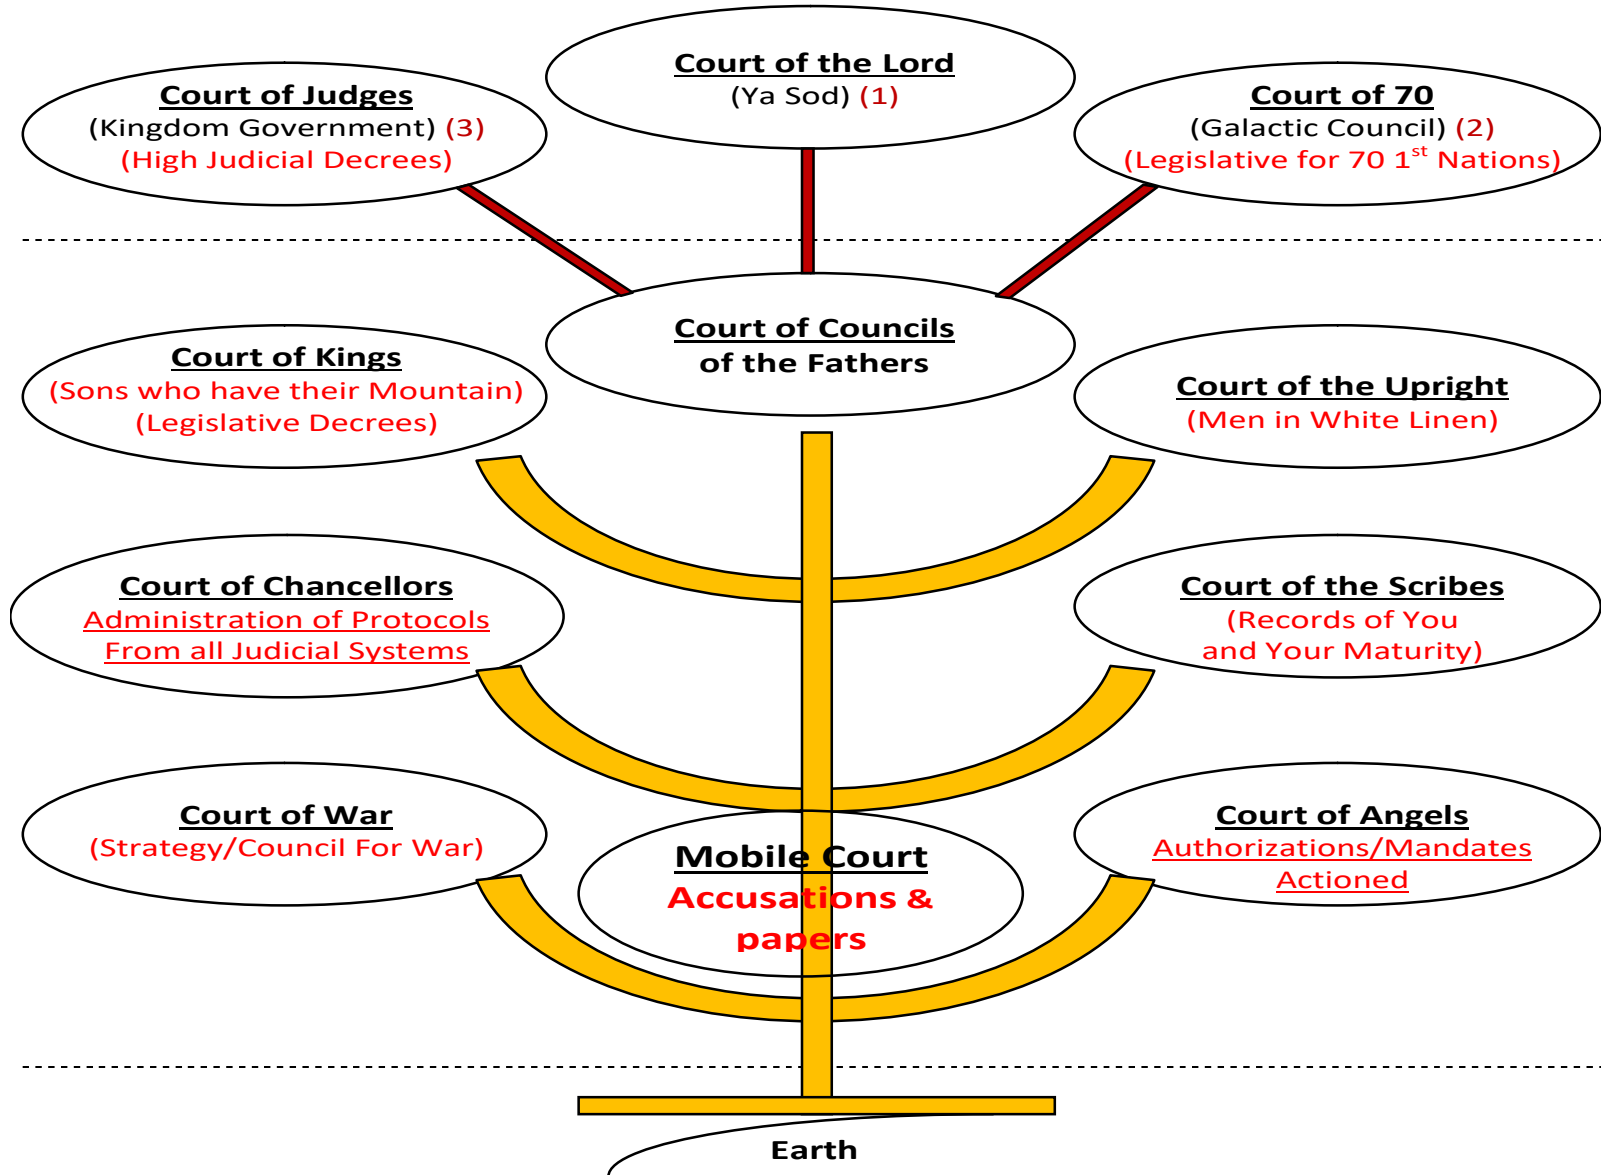 Court of the Lord
(Ya Sod) (1)
Court of Judges
(Kingdom Government) (3)
(High Judicial Decrees)
Court of 70
(Galactic Council) (2)
(Legislative for 70 1st Nations)
Court of Councils
of the Fathers
Court of Kings
(Sons who have their Mountain)
(Legislative Decrees)
Court of the Upright
(Men in White Linen)
Court of Chancellors
Administration of Protocols
From all Judicial Systems
Court of the Scribes
(Records of You
and Your Maturity)
Court of War
(Strategy/Council For War)
Mobile Court
Accusations &
papers
Court of Angels
Authorizations/Mandates
Actioned
Earth